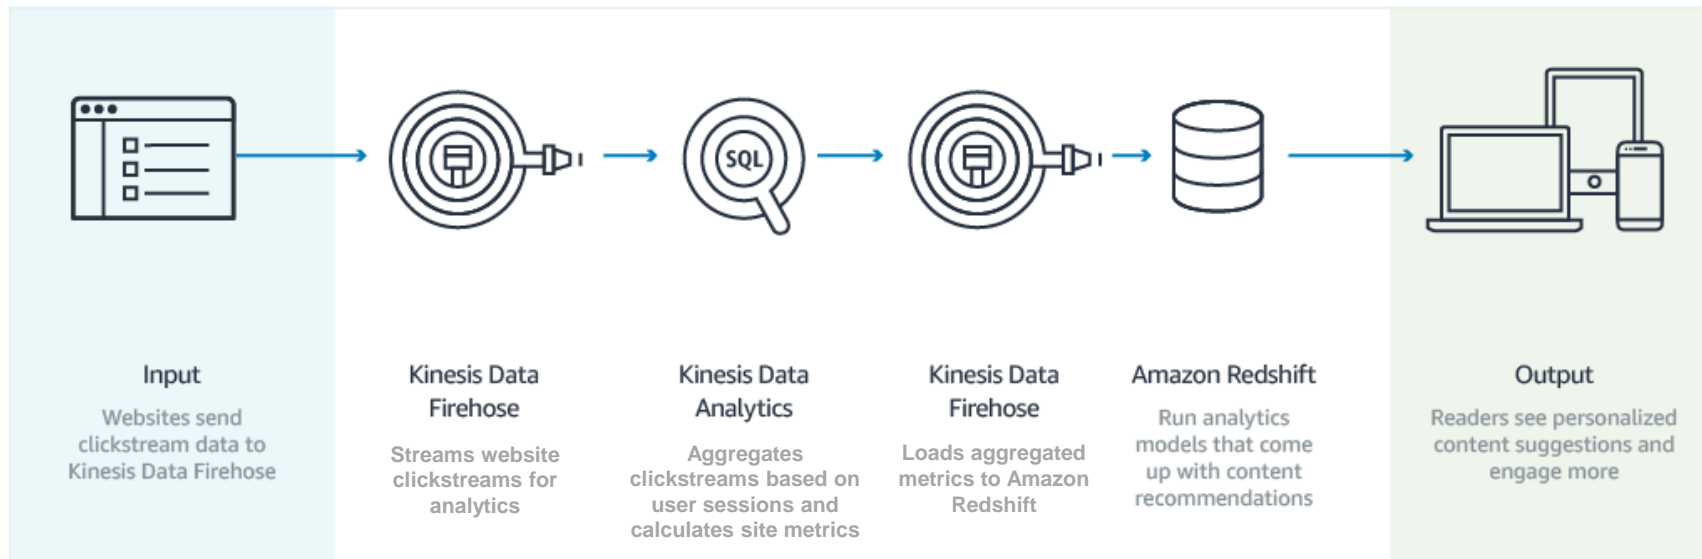 SQL
Input
Websites send
clickstream data to
Kinesis Data Firehose
Kinesis Data
Firehose
Streams website
clickstreams for
analytics
Kinesis Data
Analytics
Aggregates
clickstreams based on
user sessions and
calculates site metrics
Kinesis Data
Firehose
Loads aggregated
metrics to Amazon
Redshift
Amazon Redshift
Run analytics
models that come
up with content
recommendations
Output
Readers see personalized
content suggestions and
engage more